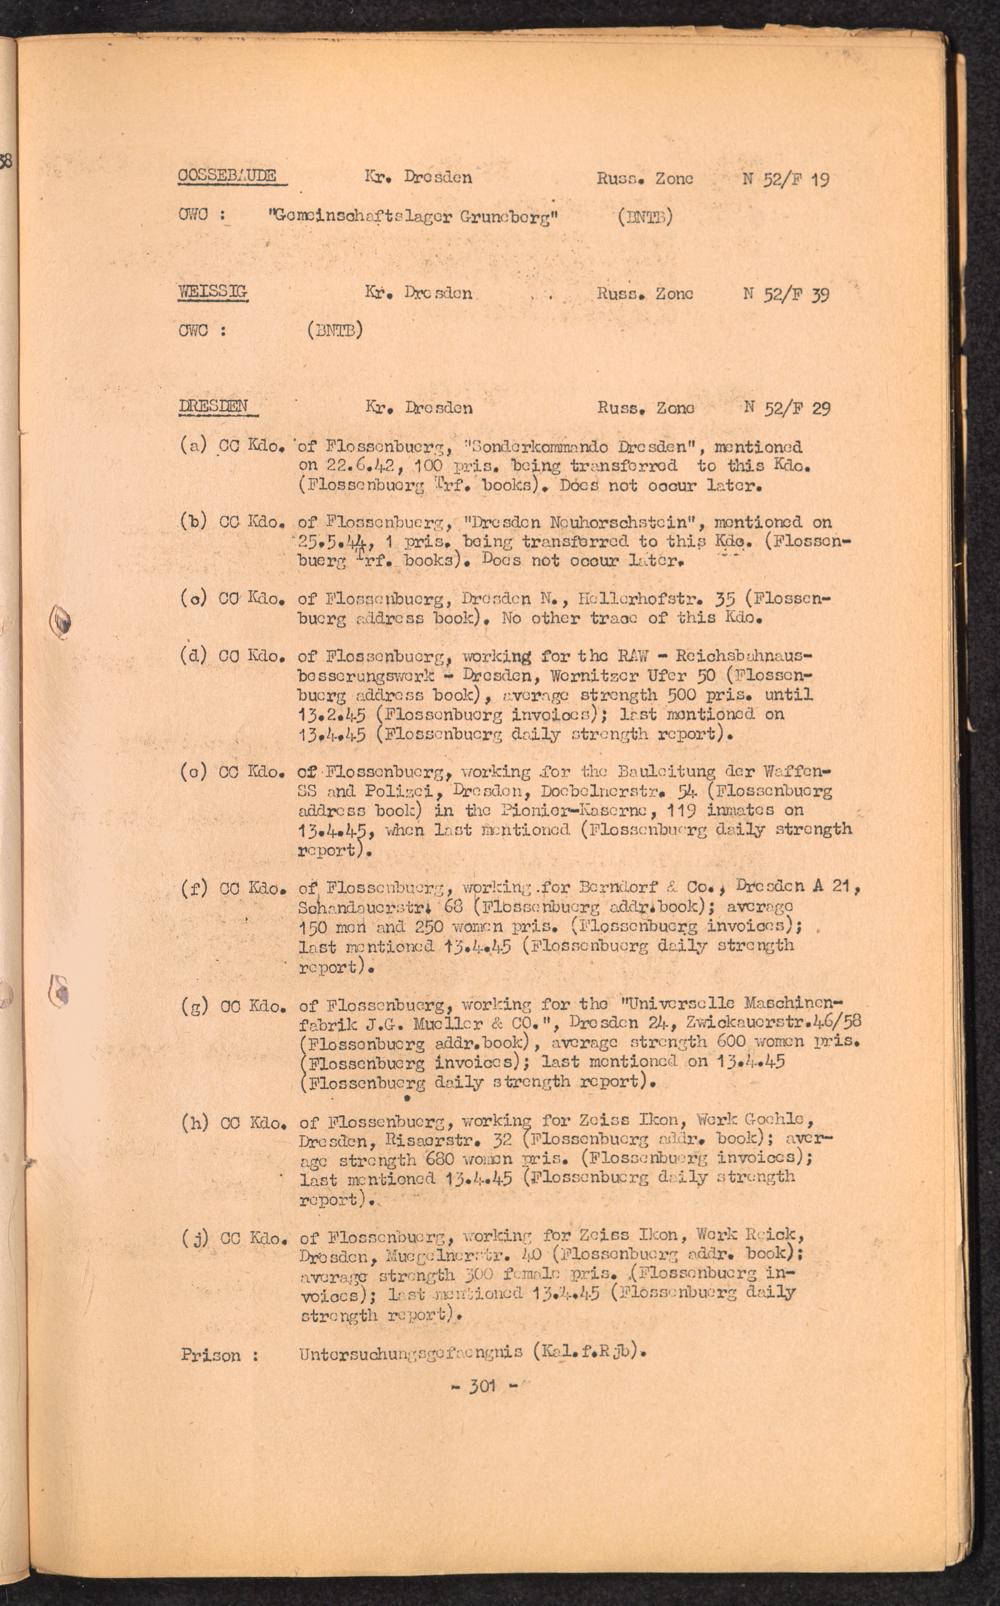 38
COSSEBAUDE Kr. Dresden Russ. Zone N 52/F 19
CWC : "Gemeinschaftslager Gruneberg" (BNTB)
WEISSIG Kr. Dresden Russ. Zone N 52/F 39
CWC : (BNTB)
DRESDEN Kr. Dresden Russ. Zone N 52/F 29
(a) CC Kdo. of Flossenbuerg, "Sonderkommando Dresden", mentioned
on 22.6.42, 100 pris. being transferred to this Kdo.
(Flossenbuerg Trf. books). Does not occur later.
(b) CC Kdo. of Flossenbuerg, "Dresden Neuhorschstein", mentioned on
25.5.44, 1 pris. being transferred to this Kdo. (Flossen-
buerg Trf. books). Does not occur later.
(c) CC Kdo. of Flossenbuerg, Dresden N., Hellerhofstr. 35 (Flossen-
buerg address book). No other trace of this Kdo.
(d) CC Kdo. of Flossenbuerg, working for the RAW - Reichsbahnaus-
besserungswerk - Dresden, Wernitzer Ufer 50 (Flossen-
buerg address book), average strength 500 pris. until
13.2.45 (Flossenbuerg invoices); last mentioned on
13.4.45 (Flossenbuerg daily strength report).
(e) CC Kdo. of Flossenbuerg, working for the Bauleitung der Waffen-
SS and Polizei, Dresden, Doebelnerstr. 54 (Flossenbuerg
address book) in the Pionier-Kaserne, 119 inmates on
13.4.45, when last mentioned (Flossenbuerg daily strength
report).
(f) CC Kdo. of Flossenbuerg, working for Berndorf & Co., Dresden A 21,
Schandauerstr. 68 (Flossenbuerg addr.book); average
150 men and 250 women pris. (Flossenbuerg invoices);
last mentioned 13.4.45 (Flossenbuerg daily strength
report).
(g) CC Kdo. of Flossenbuerg, working for the "Universelle Maschinen-
fabrik J.G. Mueller & CO.", Dresden 24, Zwickauerstr.46/58
(Flossenbuerg addr.book), average strength 600 women pris.
(Flossenbuerg invoices); last mentioned on 13.4.45
(Flossenbuerg daily strength report).
(h) CC Kdo. of Flossenbuerg, working for Zeiss Ikon, Werk Goehle,
Dresden, Risaerstr. 32 (Flossenbuerg addr. book); aver-
age strength 680 women pris. (Flossenbuerg invoices);
last mentioned 13.4.45 (Flossenbuerg daily strength
report).
(j) CC Kdo. of Flossenbuerg, working for Zeiss Ikon, Werk Reick,
Dresden, Muegelnerstr. 40 (Flossenbuerg addr. book);
average strength 300 female pris. (Flossenbuerg in-
voices); last mentioned 13.4.45 (Flossenbuerg daily
strength report).
Prison : Untersuchungsgefaengnis (Kal.f.Rjb).
- 301 -